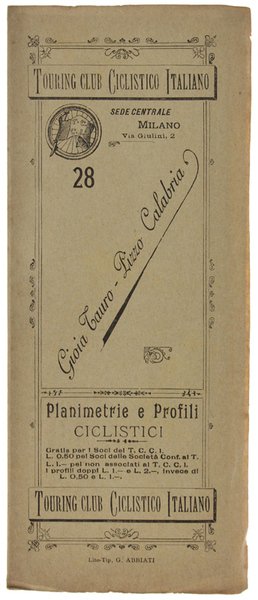 TOURING CLUB CICLISTICO ITALIANO
SEDE CENTRALE
MILANO
Via Giulini, 2
28
Gioia Tauro - Pizzo Calabria
Planimetrie e Profili
CICLISTICI
Gratis per i Soci del T. C. C. I.
L. 0,50 pei Soci delle Società Conf. al T.
L. 1.— pei non associati al T. C. C. I.
I profili doppi L. 1.— e L. 2.—, invece di
L. 0,50 e L. 1.—.
TOURING CLUB CICLISTICO ITALIANO
Lito-Tip. G. ABBIATI